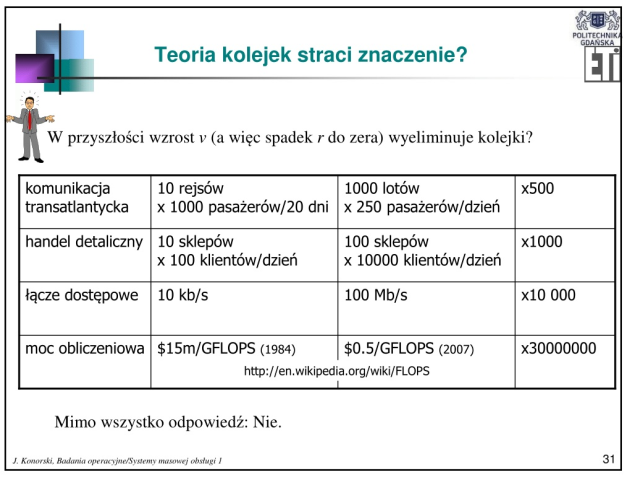 POLITECHNIKA
GDAŃSKA
ETI
Teoria kolejek straci znaczenie?
W przyszłości wzrost v (a więc spadek r do zera) wyeliminuje kolejki?
komunikacja
transatlantycka
10 rejsów
x 1000 pasażerów/20 dni
1000 lotów
x 250 pasażerów/dzień
x500
handel detaliczny
10 sklepów
x 100 klientów/dzień
100 sklepów
x 10000 klientów/dzień
x1000
łącze dostępowe
10 kb/s
100 Mb/s
x10 000
moc obliczeniowa
$15m/GFLOPS (1984)
$0.5/GFLOPS (2007)
x30000000
http://en.wikipedia.org/wiki/FLOPS
Mimo wszystko odpowiedź: Nie.
J. Konorski, Badania operacyjne/Systemy masowej obsługi 1
31